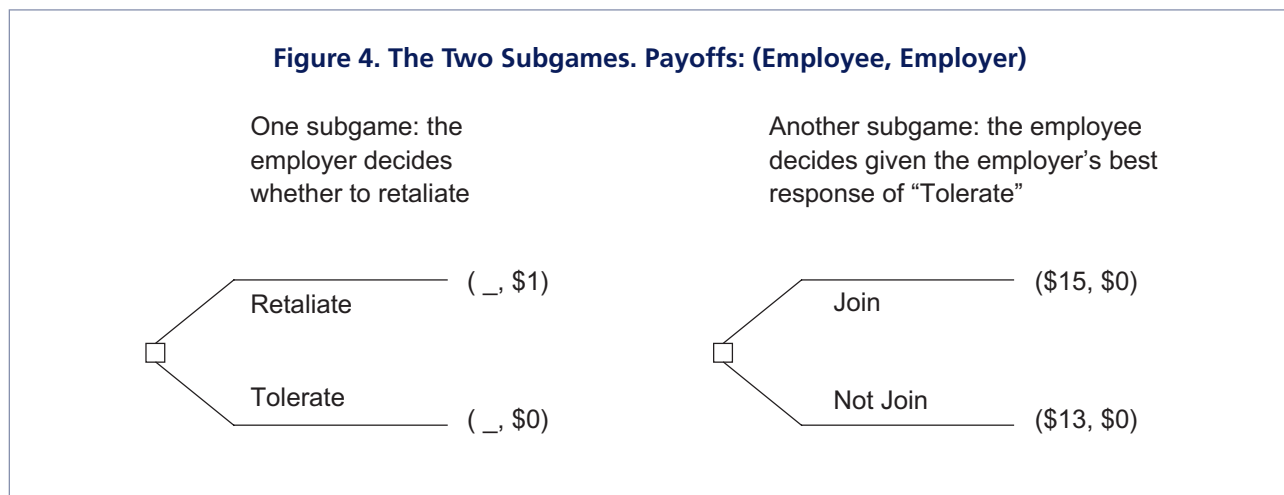 Figure 4. The Two Subgames. Payoffs: (Employee, Employer)
One subgame: the
employer decides
whether to retaliate
Retaliate
( _, $1)
Tolerate
( _, $0)
Another subgame: the employee
decides given the employer’s best
response of “Tolerate”
Join
($15, $0)
Not Join
($13, $0)